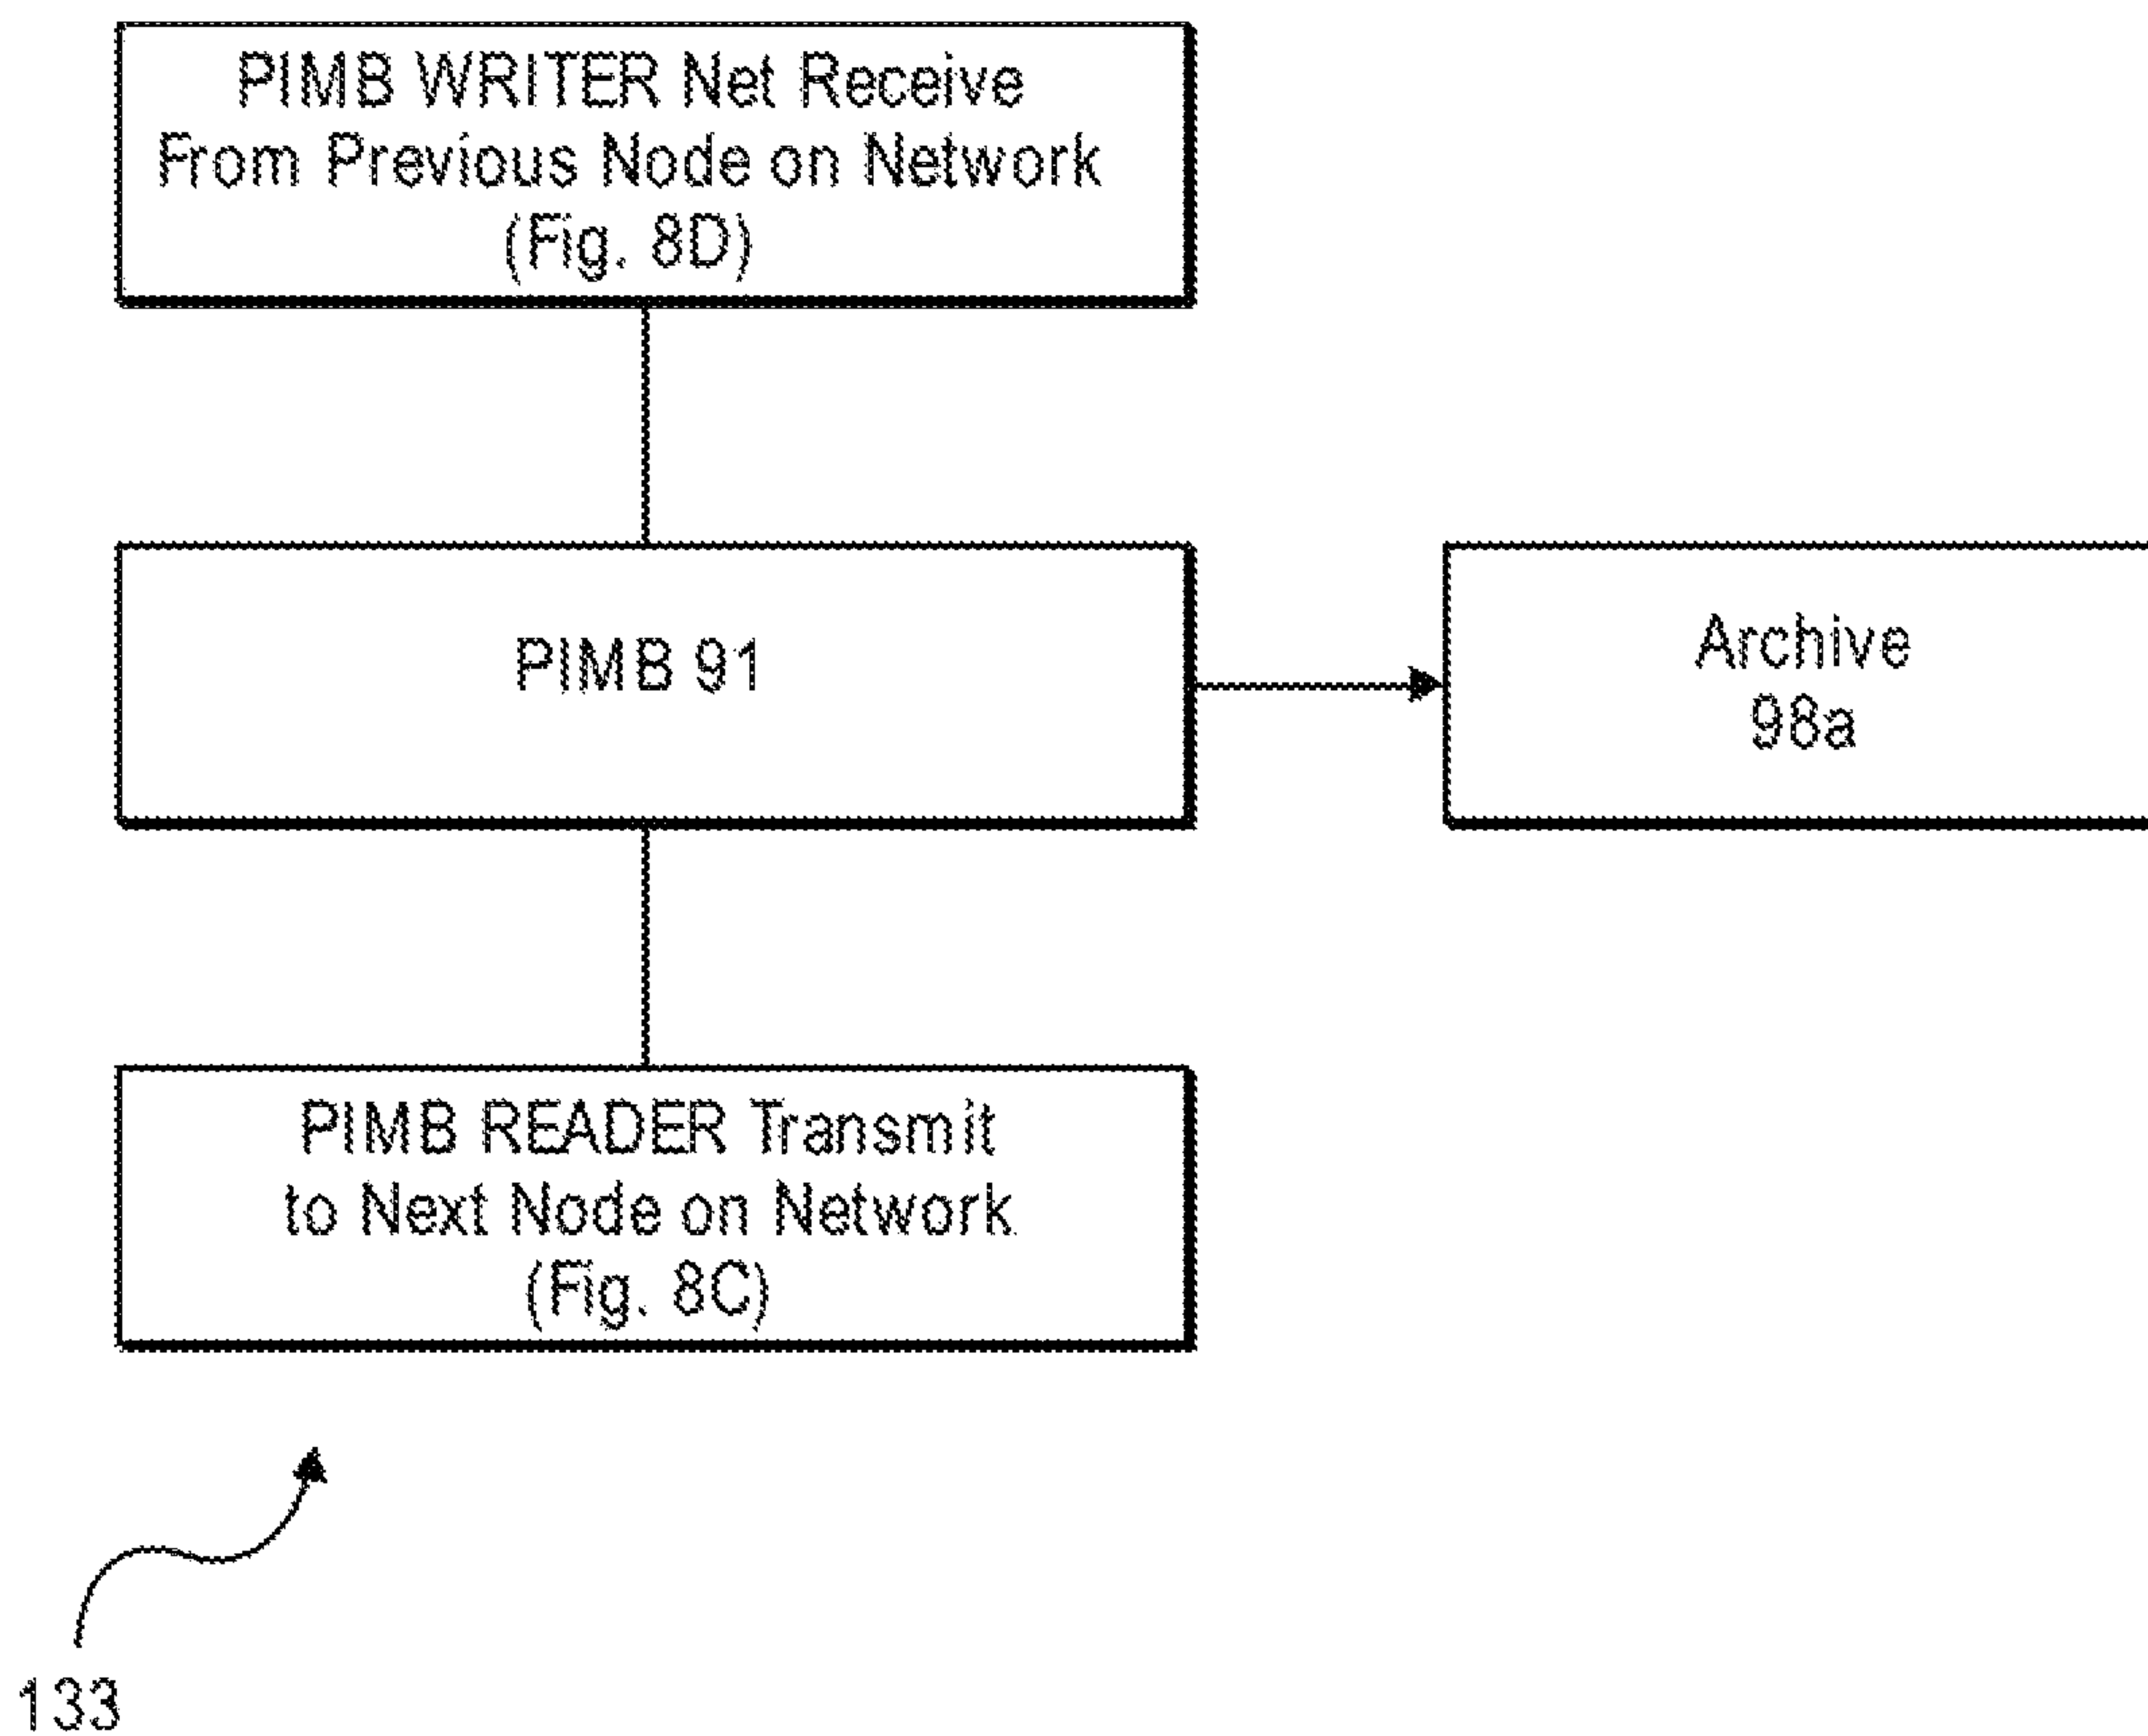 PIMB WRITER Net Receive
From Previous Node on Network
(Fig. 8D)
PIMB 91
Archive
98a
PIMB READER Transmit
to Next Node on Network
(Fig. 8C)
133